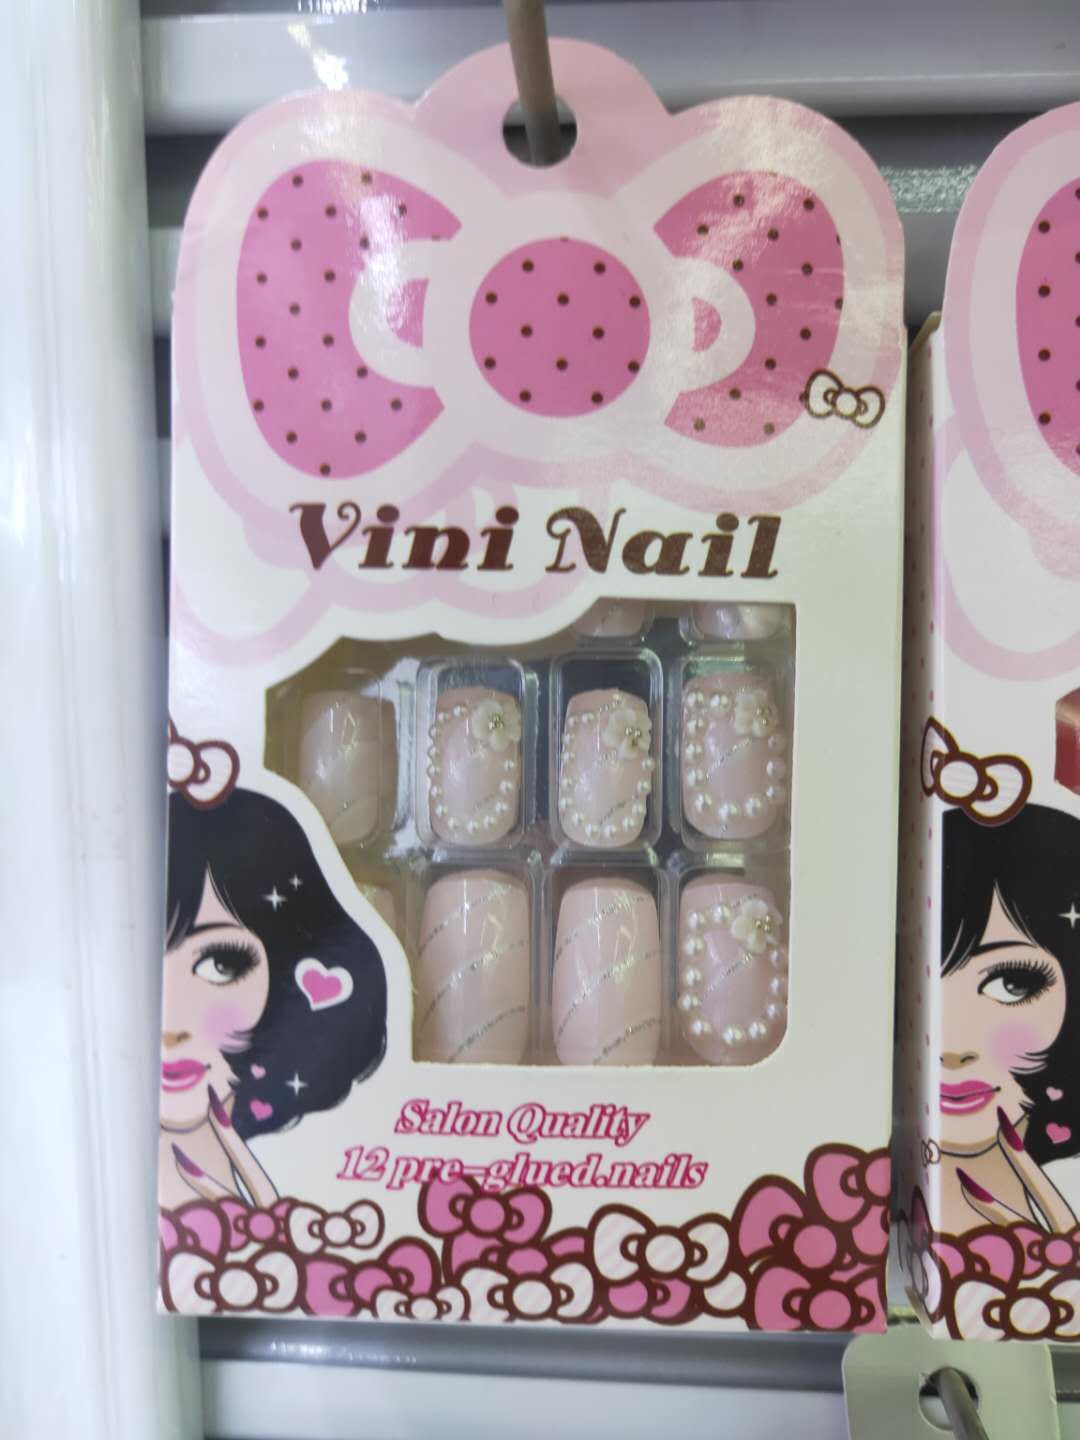 Vini Nail
Salon Quality
12 pre-glued.nails